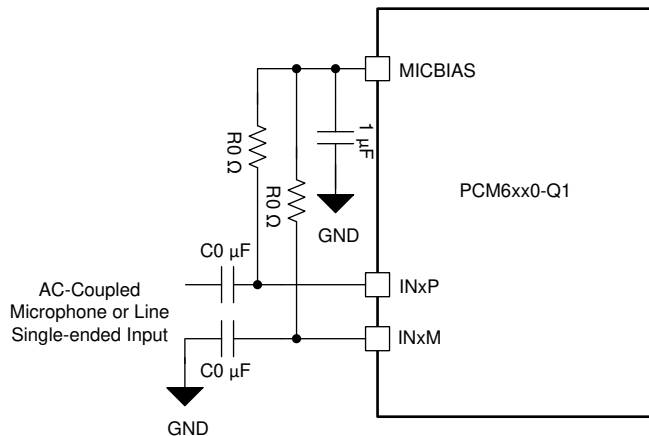 MICBIAS
R0 Ω
1 µF
R0 Ω
PCM6xx0-Q1
GND
C0 µF
AC-Coupled
Microphone or Line
Single-ended Input
INxP
INxM
C0 µF
GND